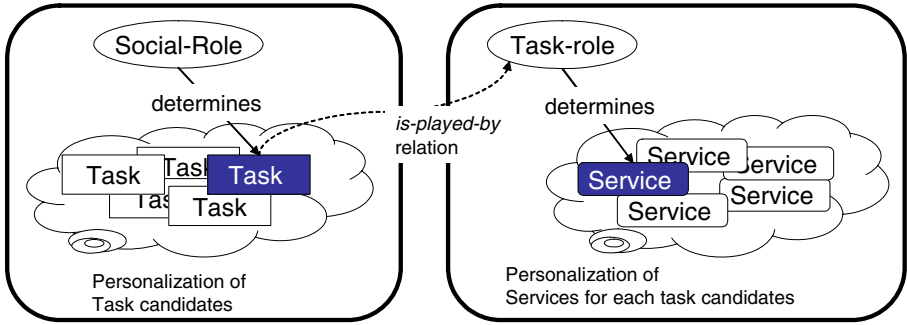 Social-Role
determines
Task
Task
Task
Tas
Task
Personalization of
Task candidates
is-played-by
relation
Task-role
determines
Service
Service
Service
Service
Service
Personalization of
Services for each task candidates